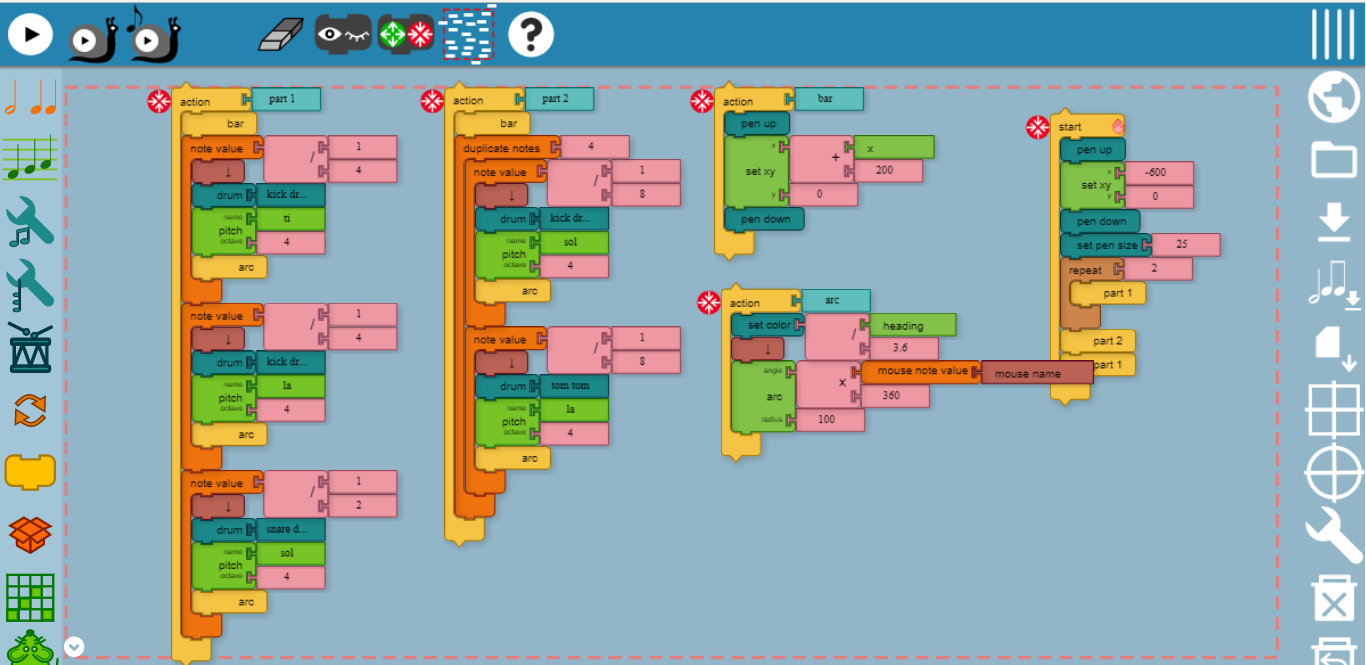 ?
action part 1
bar
note value / 1
4
↓
drum kick dr...
name ti
pitch
octave 4
arc
note value / 1
4
↓
drum kick dr...
name la
pitch
octave 4
arc
note value / 1
2
↓
drum snare d...
name sol
pitch
octave 4
arc
action part 2
bar
duplicate notes 4
note value / 1
8
↓
drum kick dr...
name sol
pitch
octave 4
arc
note value / 1
8
↓
drum tom tom
name la
pitch
octave 4
arc
action bar
pen up
x + x
set xy 200
y 0
pen down
action arc
set color / heading
3.6
↓
angle x mouse note value mouse name
arc 360
radius 100
start
pen up
x -600
set xy
y 0
pen down
set pen size 25
repeat 2
part 1
part 2
part 1